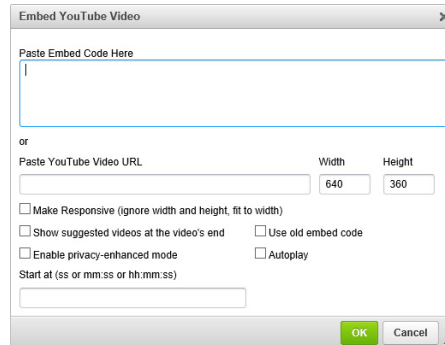 Embed YouTube Video
Paste Embed Code Here
or
Paste YouTube Video URL Width Height
640 360
Make Responsive (ignore width and height, fit to width)
Show suggested videos at the video's end Use old embed code
Enable privacy-enhanced mode Autoplay
Start at (ss or mm:ss or hh:mm:ss)
OK Cancel